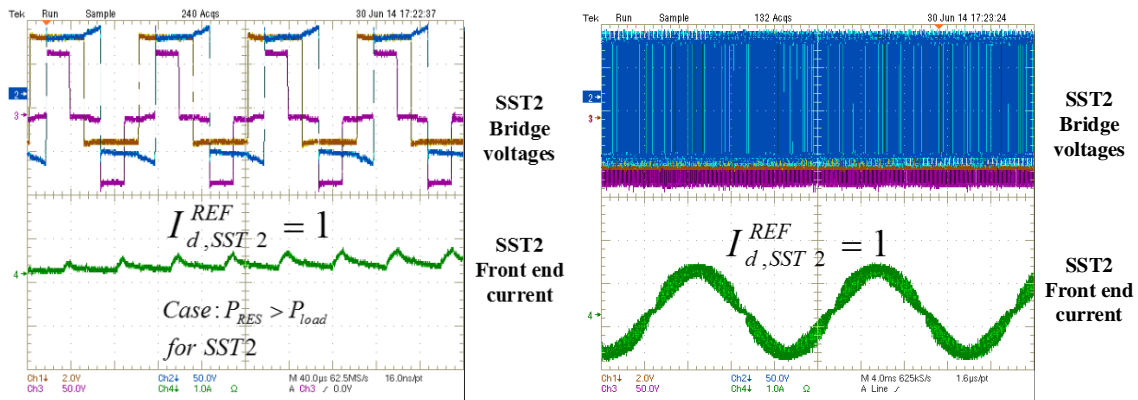 Tek Run Sample 240 Acqs 30 Jun 14 17:22:37
2
3
SST2
Bridge
voltages
I_{d,SST 2}^{REF} = 1
4
SST2
Front end
current
Case: P_{RES} > P_{load}
for SST2
Ch1↓ 2.0V Ch2↓ 50.0V M 40.0µs 62.5MS/s 16.0ns/pt
Ch3 50.0V Ch4↓ 1.0A Ω A Ch3 ∕ 0.0V
Tek Run Sample 132 Acqs 30 Jun 14 17:23:24
2
3
SST2
Bridge
voltages
I_{d,SST 2}^{REF} = 1
4
SST2
Front end
current
Ch1↓ 2.0V Ch2↓ 50.0V M 4.0ms 625kS/s 1.6µs/pt
Ch3 50.0V Ch4↓ 1.0A Ω A Line ∕